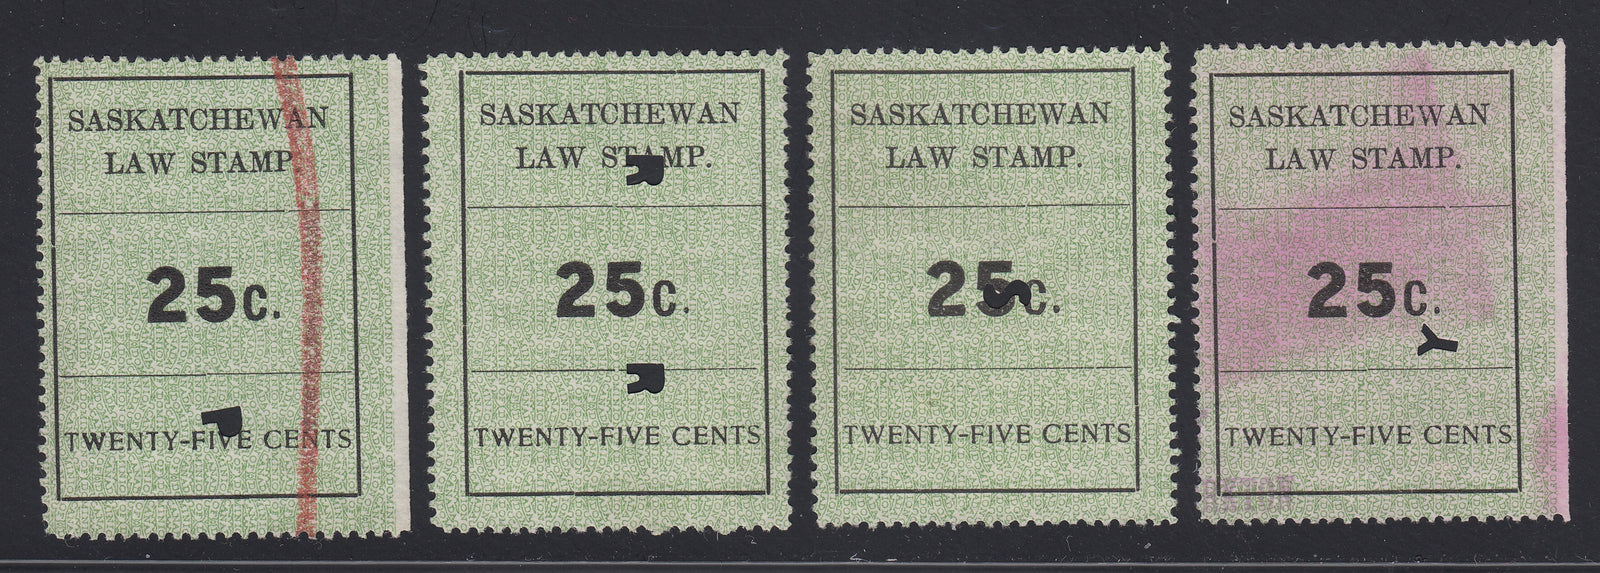 SASKATCHEWAN
LAW STAMP
25c.
P
TWENTY-FIVE CENTS
SASKATCHEWAN
LAW STAMP.
R
25c.
R
TWENTY-FIVE CENTS
SASKATCHEWAN
LAW STAMP.
25c.
S
TWENTY-FIVE CENTS
SASKATCHEWAN
LAW STAMP.
25c.
Y
TWENTY-FIVE CENTS